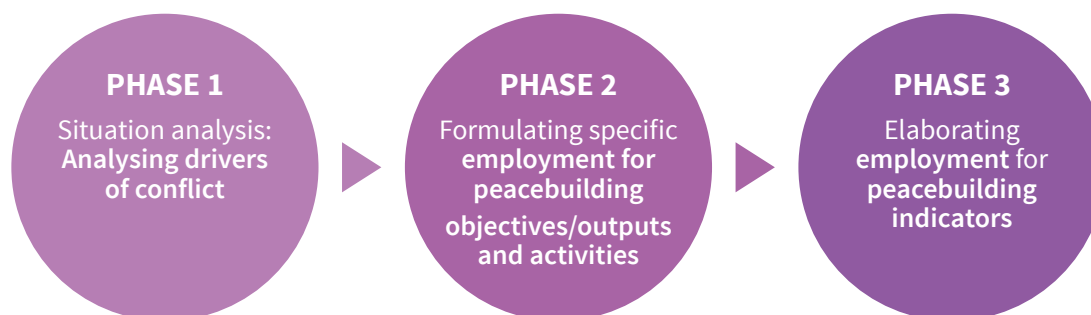 PHASE 1
Situation analysis:
Analysing drivers
of conflict
PHASE 2
Formulating specific
employment for
peacebuilding
objectives/outputs
and activities
PHASE 3
Elaborating
employment for
peacebuilding
indicators